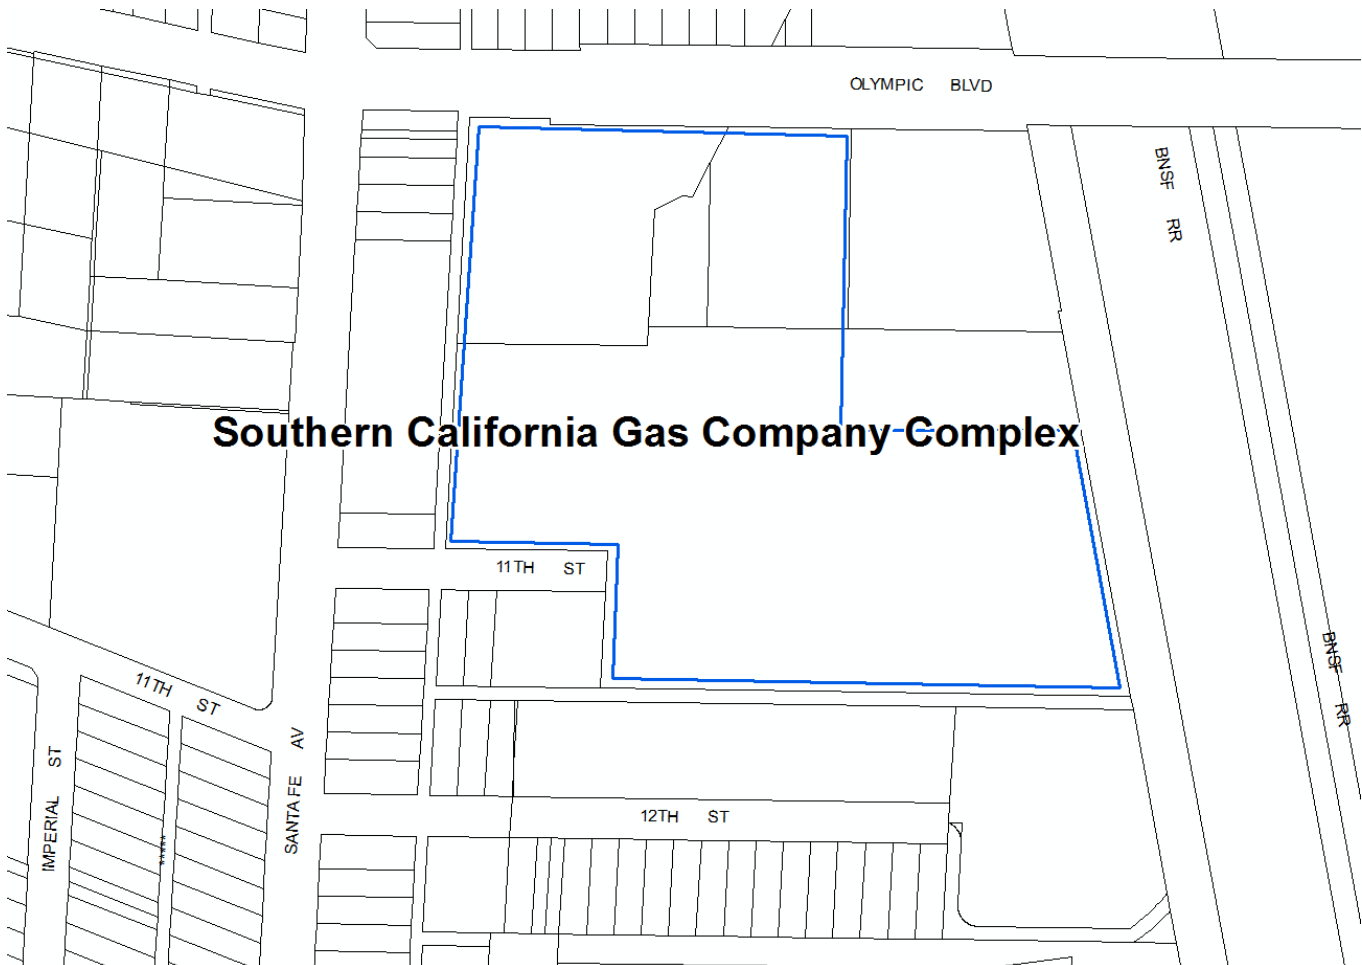 OLYMPIC BLVD
BNSF RR
Southern California Gas Company Complex
11TH ST
BNSF RR
11TH ST
SANTA FE AV
IMPERIAL ST
12TH ST